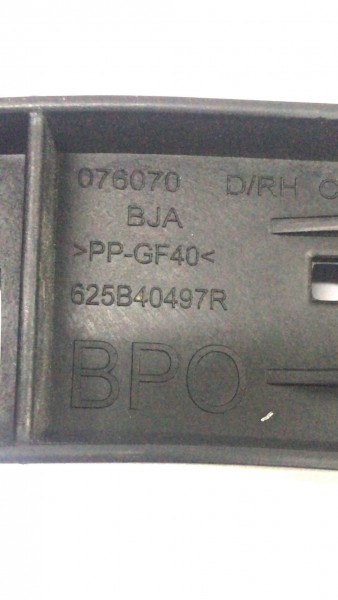 076070 D/RH
BJA
>PP-GF40<
625B40497R
BPO